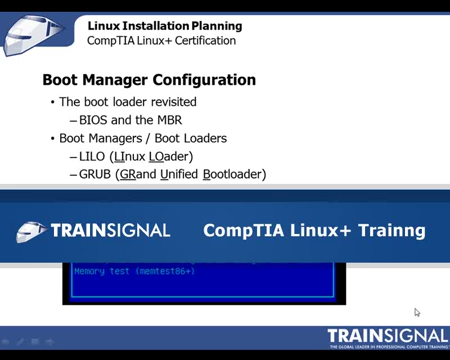 Linux Installation Planning
CompTIA Linux+ Certification
Boot Manager Configuration
• The boot loader revisited
– BIOS and the MBR
• Boot Managers / Boot Loaders
– LILO (LInux LOader)
– GRUB (GRand Unified Bootloader)
TRAINSIGNAL CompTIA Linux+ Trainng
Memory test (memtest86+)
TRAINSIGNAL
THE GLOBAL LEADER IN PROFESSIONAL COMPUTER TRAINING